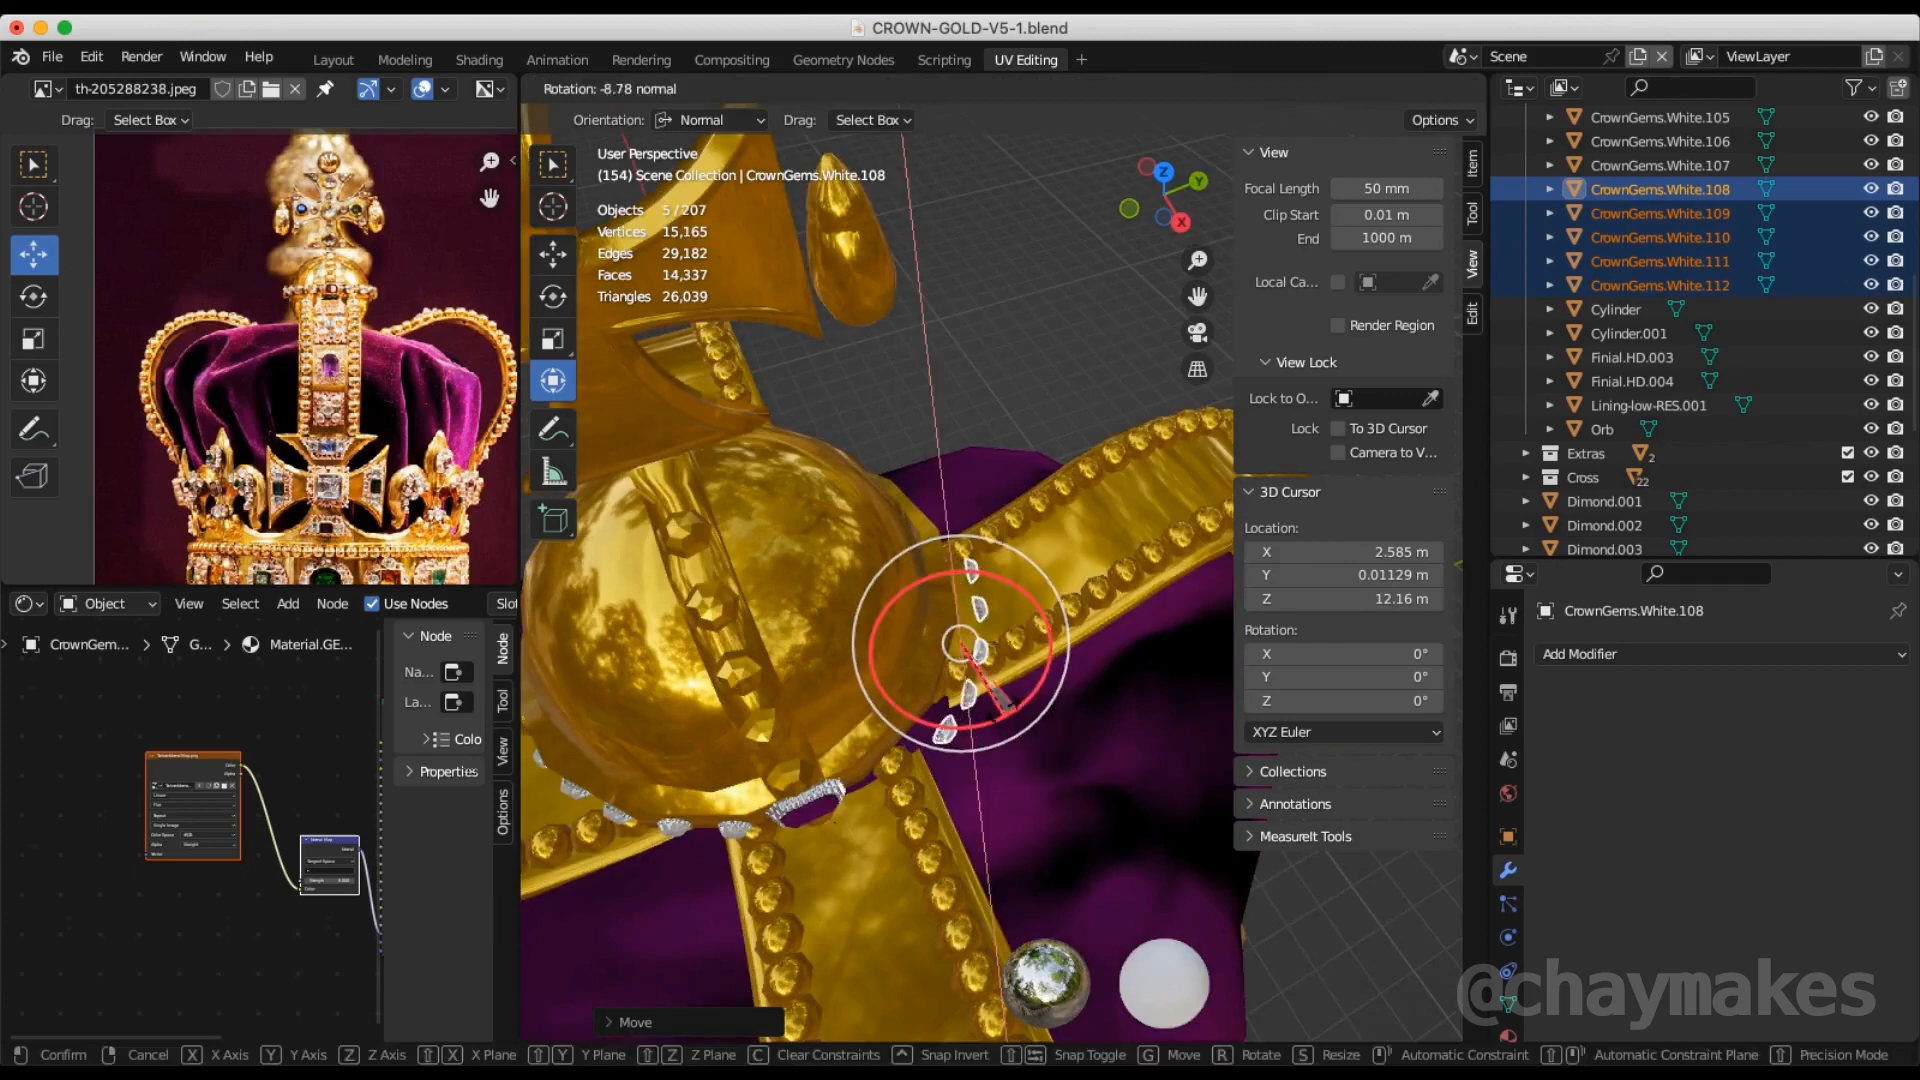 CROWN-GOLD-V5-1.blend
File Edit Render Window Help Layout Modeling Shading Animation Rendering Compositing Geometry Nodes Scripting UV Editing + Scene ViewLayer
th-205288238.jpeg
Rotation: -8.78 normal
Drag: Select Box
Orientation: Normal Drag: Select Box Options
User Perspective
(154) Scene Collection | CrownGems.White.108
Objects 5 / 207
Vertices 15,165
Edges 29,182
Faces 14,337
Triangles 26,039
Z
Y
X
View
Focal Length 50 mm
Clip Start 0.01 m
End 1000 m
Local Ca...
Render Region
View Lock
Lock to O...
Lock To 3D Cursor
Camera to V...
3D Cursor
Location:
X 2.585 m
Y 0.01129 m
Z 12.16 m
Rotation:
X 0°
Y 0°
Z 0°
XYZ Euler
Collections
Annotations
MeasureIt Tools
Item
Tool
View
Edit
CrownGems.White.105
CrownGems.White.106
CrownGems.White.107
CrownGems.White.108
CrownGems.White.109
CrownGems.White.110
CrownGems.White.111
CrownGems.White.112
Cylinder
Cylinder.001
Finial.HD.003
Finial.HD.004
Lining-low-RES.001
Orb
Extras 2
Cross 22
Dimond.001
Dimond.002
Dimond.003
CrownGems.White.108
Add Modifier
Object View Select Add Node Use Nodes Slot
CrownGem... G... Material.GE...
Node
Na...
La...
Colo
Properties
Node
Tool
View
Options
Move
@chaymakes
Confirm Cancel X X Axis Y Y Axis Z Z Axis X X Plane Y Y Plane Z Z Plane C Clear Constraints Snap Invert Snap Toggle G Move R Rotate S Resize Automatic Constraint Automatic Constraint Plane Precision Mode